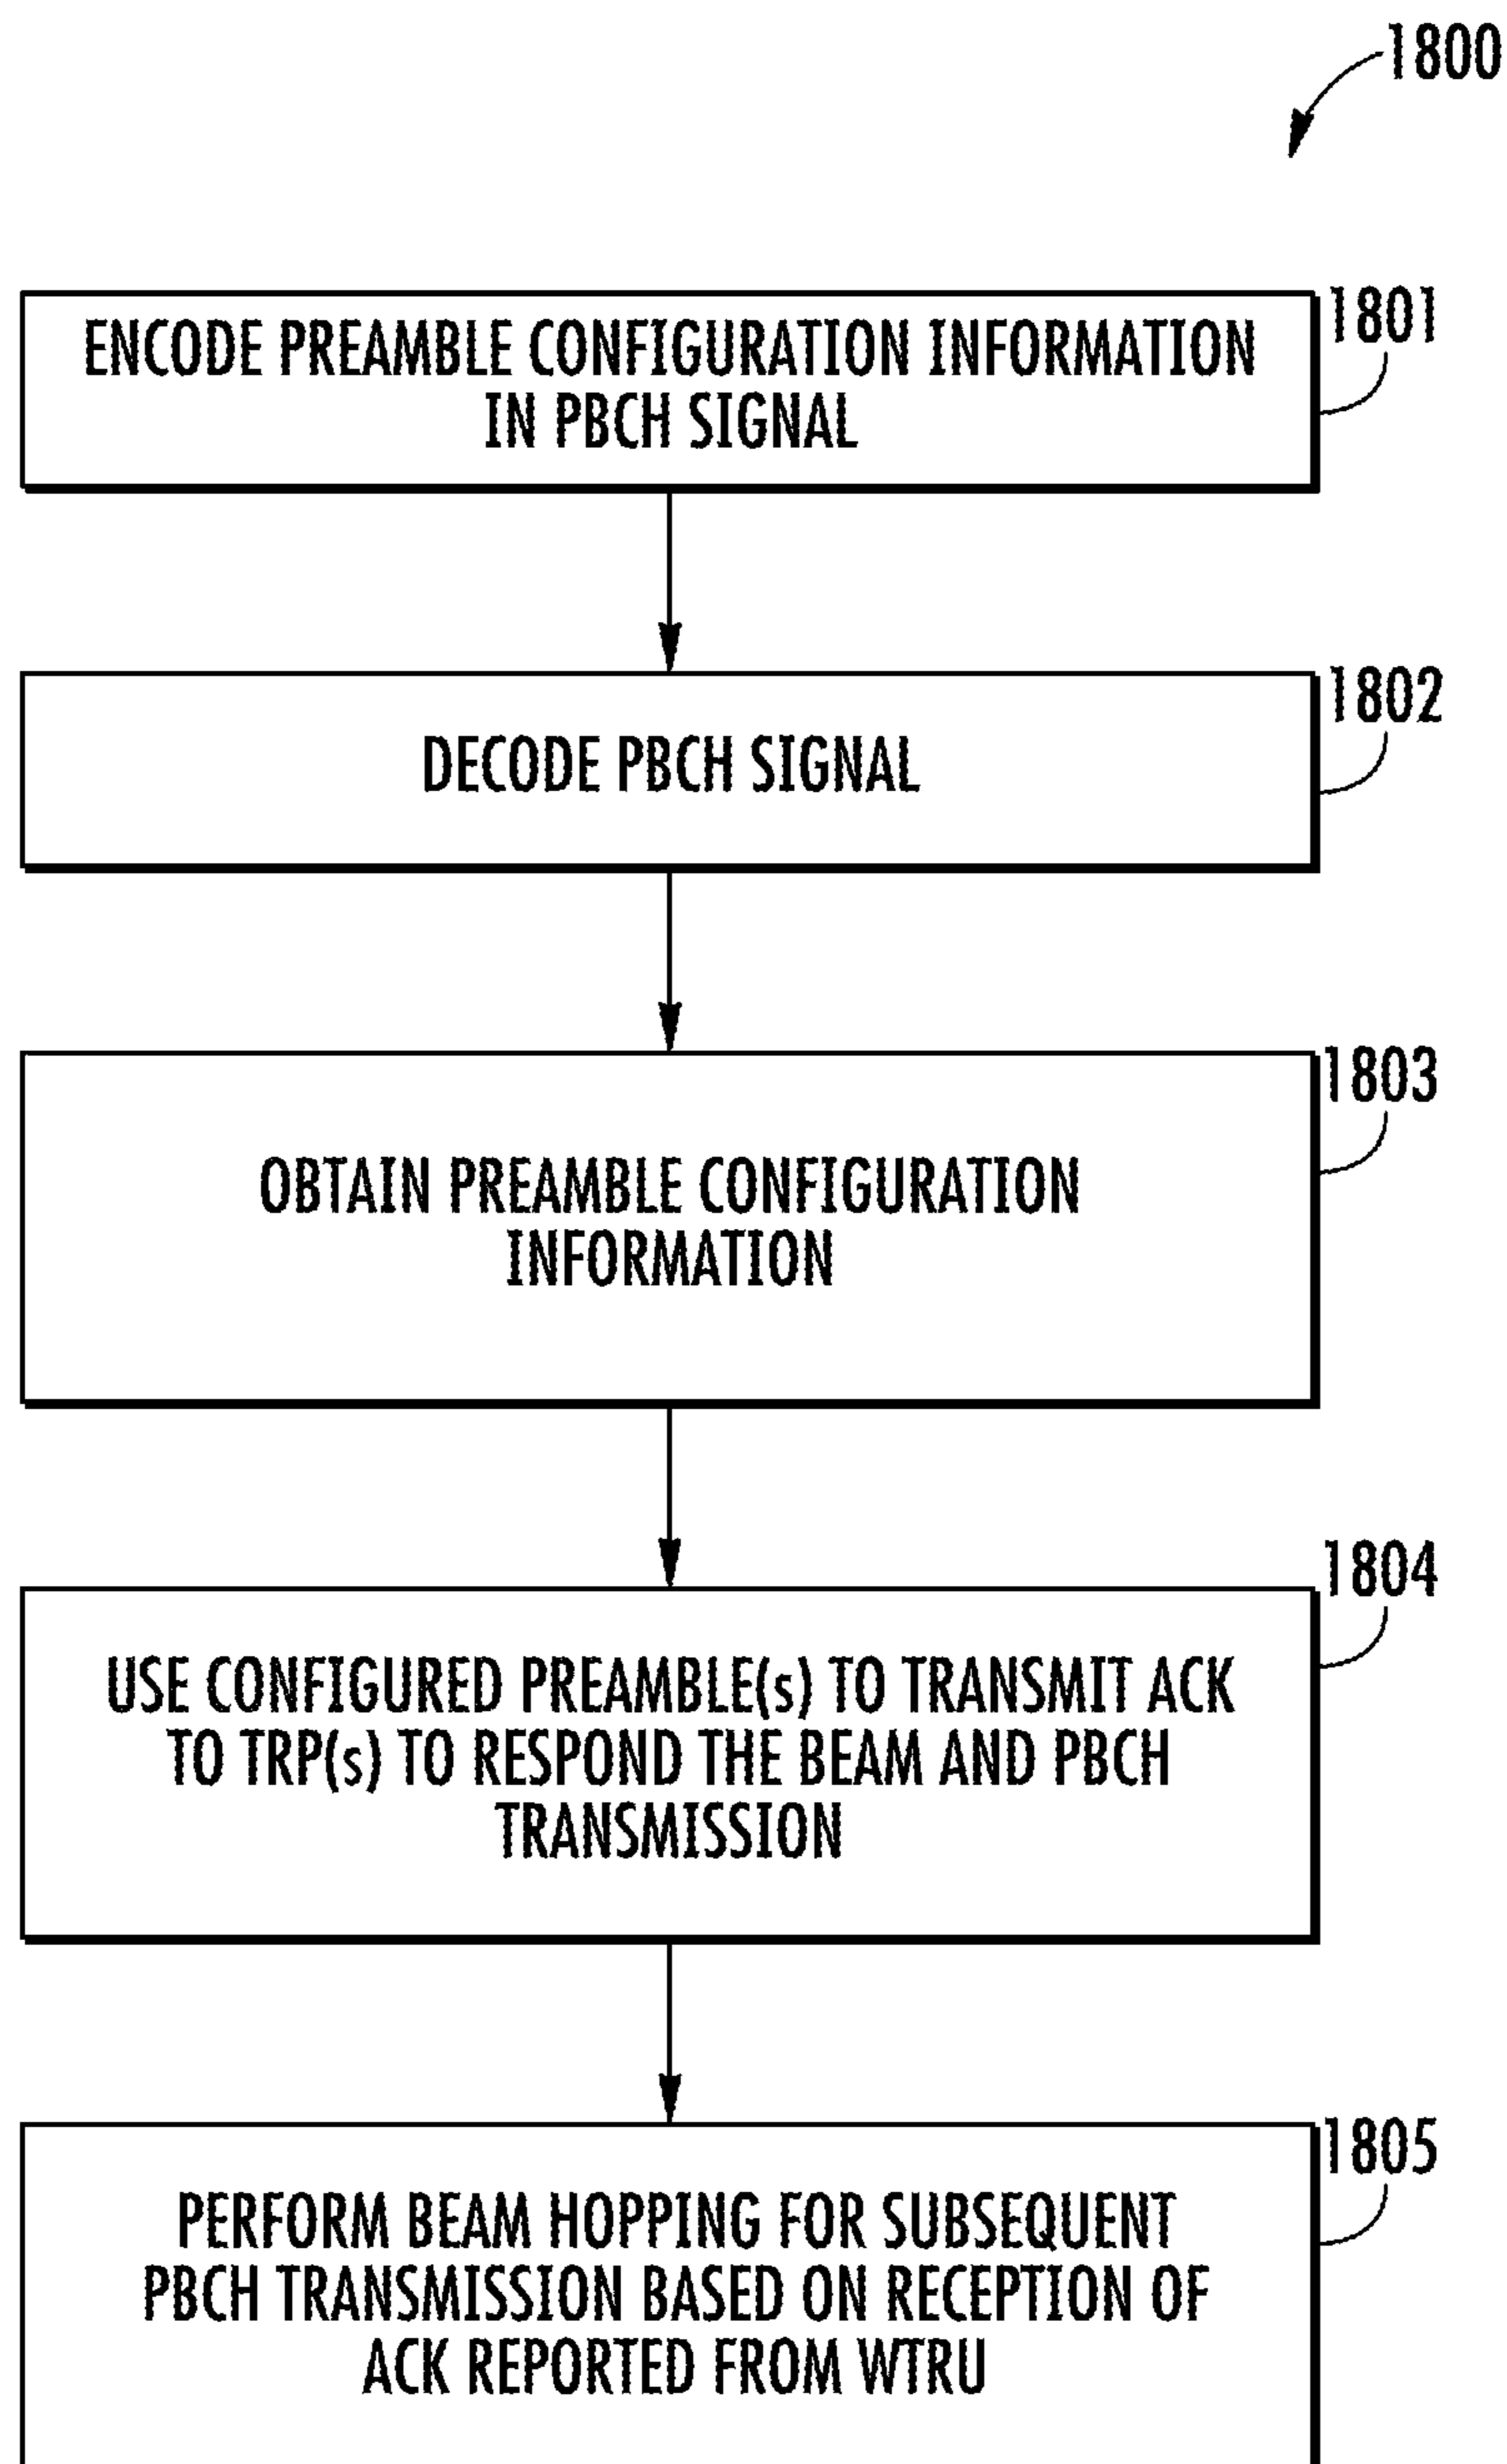 1800
1801
ENCODE PREAMBLE CONFIGURATION INFORMATION
IN PBCH SIGNAL
1802
DECODE PBCH SIGNAL
1803
OBTAIN PREAMBLE CONFIGURATION
INFORMATION
1804
USE CONFIGURED PREAMBLE(s) TO TRANSMIT ACK
TO TRP(s) TO RESPOND THE BEAM AND PBCH
TRANSMISSION
1805
PERFORM BEAM HOPPING FOR SUBSEQUENT
PBCH TRANSMISSION BASED ON RECEPTION OF
ACK REPORTED FROM WTRU